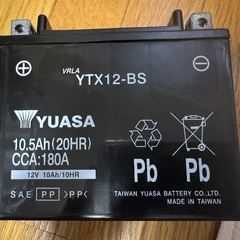 VRLA
YTX12-BS
YUASA
10.5Ah(20HR)
CCA:180A
12V 10Ah/10HR
Pb Pb
SAE PP >PP<
TAIWAN YUASA BATTERY CO., LTD.
MADE IN TAIWAN